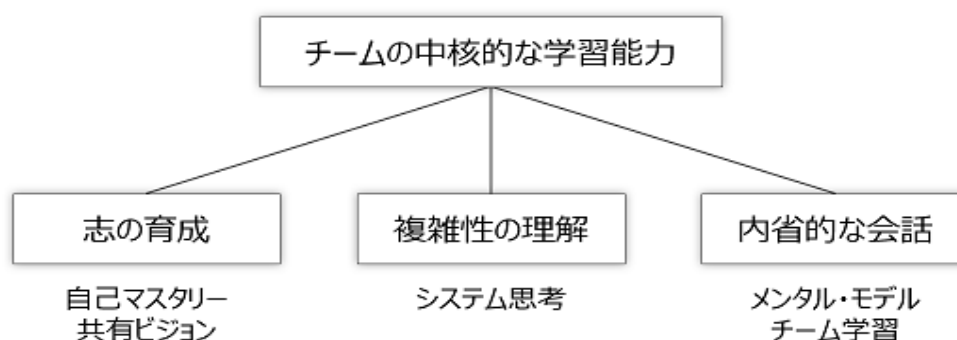 チームの中核的な学習能力
志の育成
複雑性の理解
内省的な会話
自己マスタリー
共有ビジョン
システム思考
メンタル・モデル
チーム学習